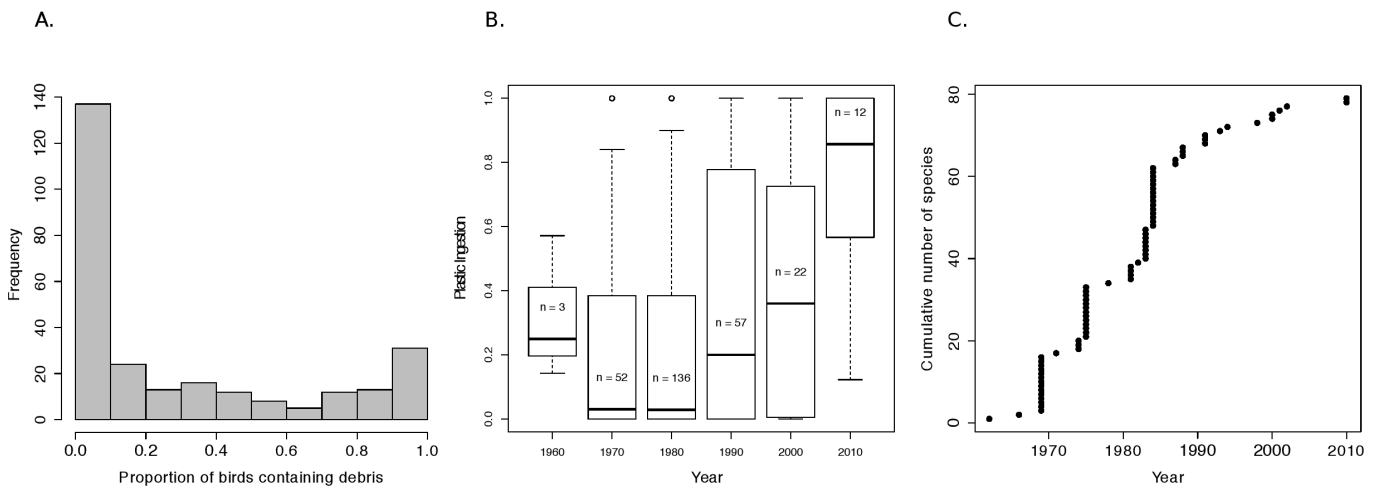 A.
B.
C.
Frequency
0 20 40 60 80 100 120 140
0.0 0.2 0.4 0.6 0.8 1.0
Proportion of birds containing debris
Plastic Ingestion
0.0 0.2 0.4 0.6 0.8 1.0
n = 3
n = 52
n = 136
n = 57
n = 22
n = 12
1960 1970 1980 1990 2000 2010
Year
Cumulative number of species
0 20 40 60 80
1970 1980 1990 2000 2010
Year